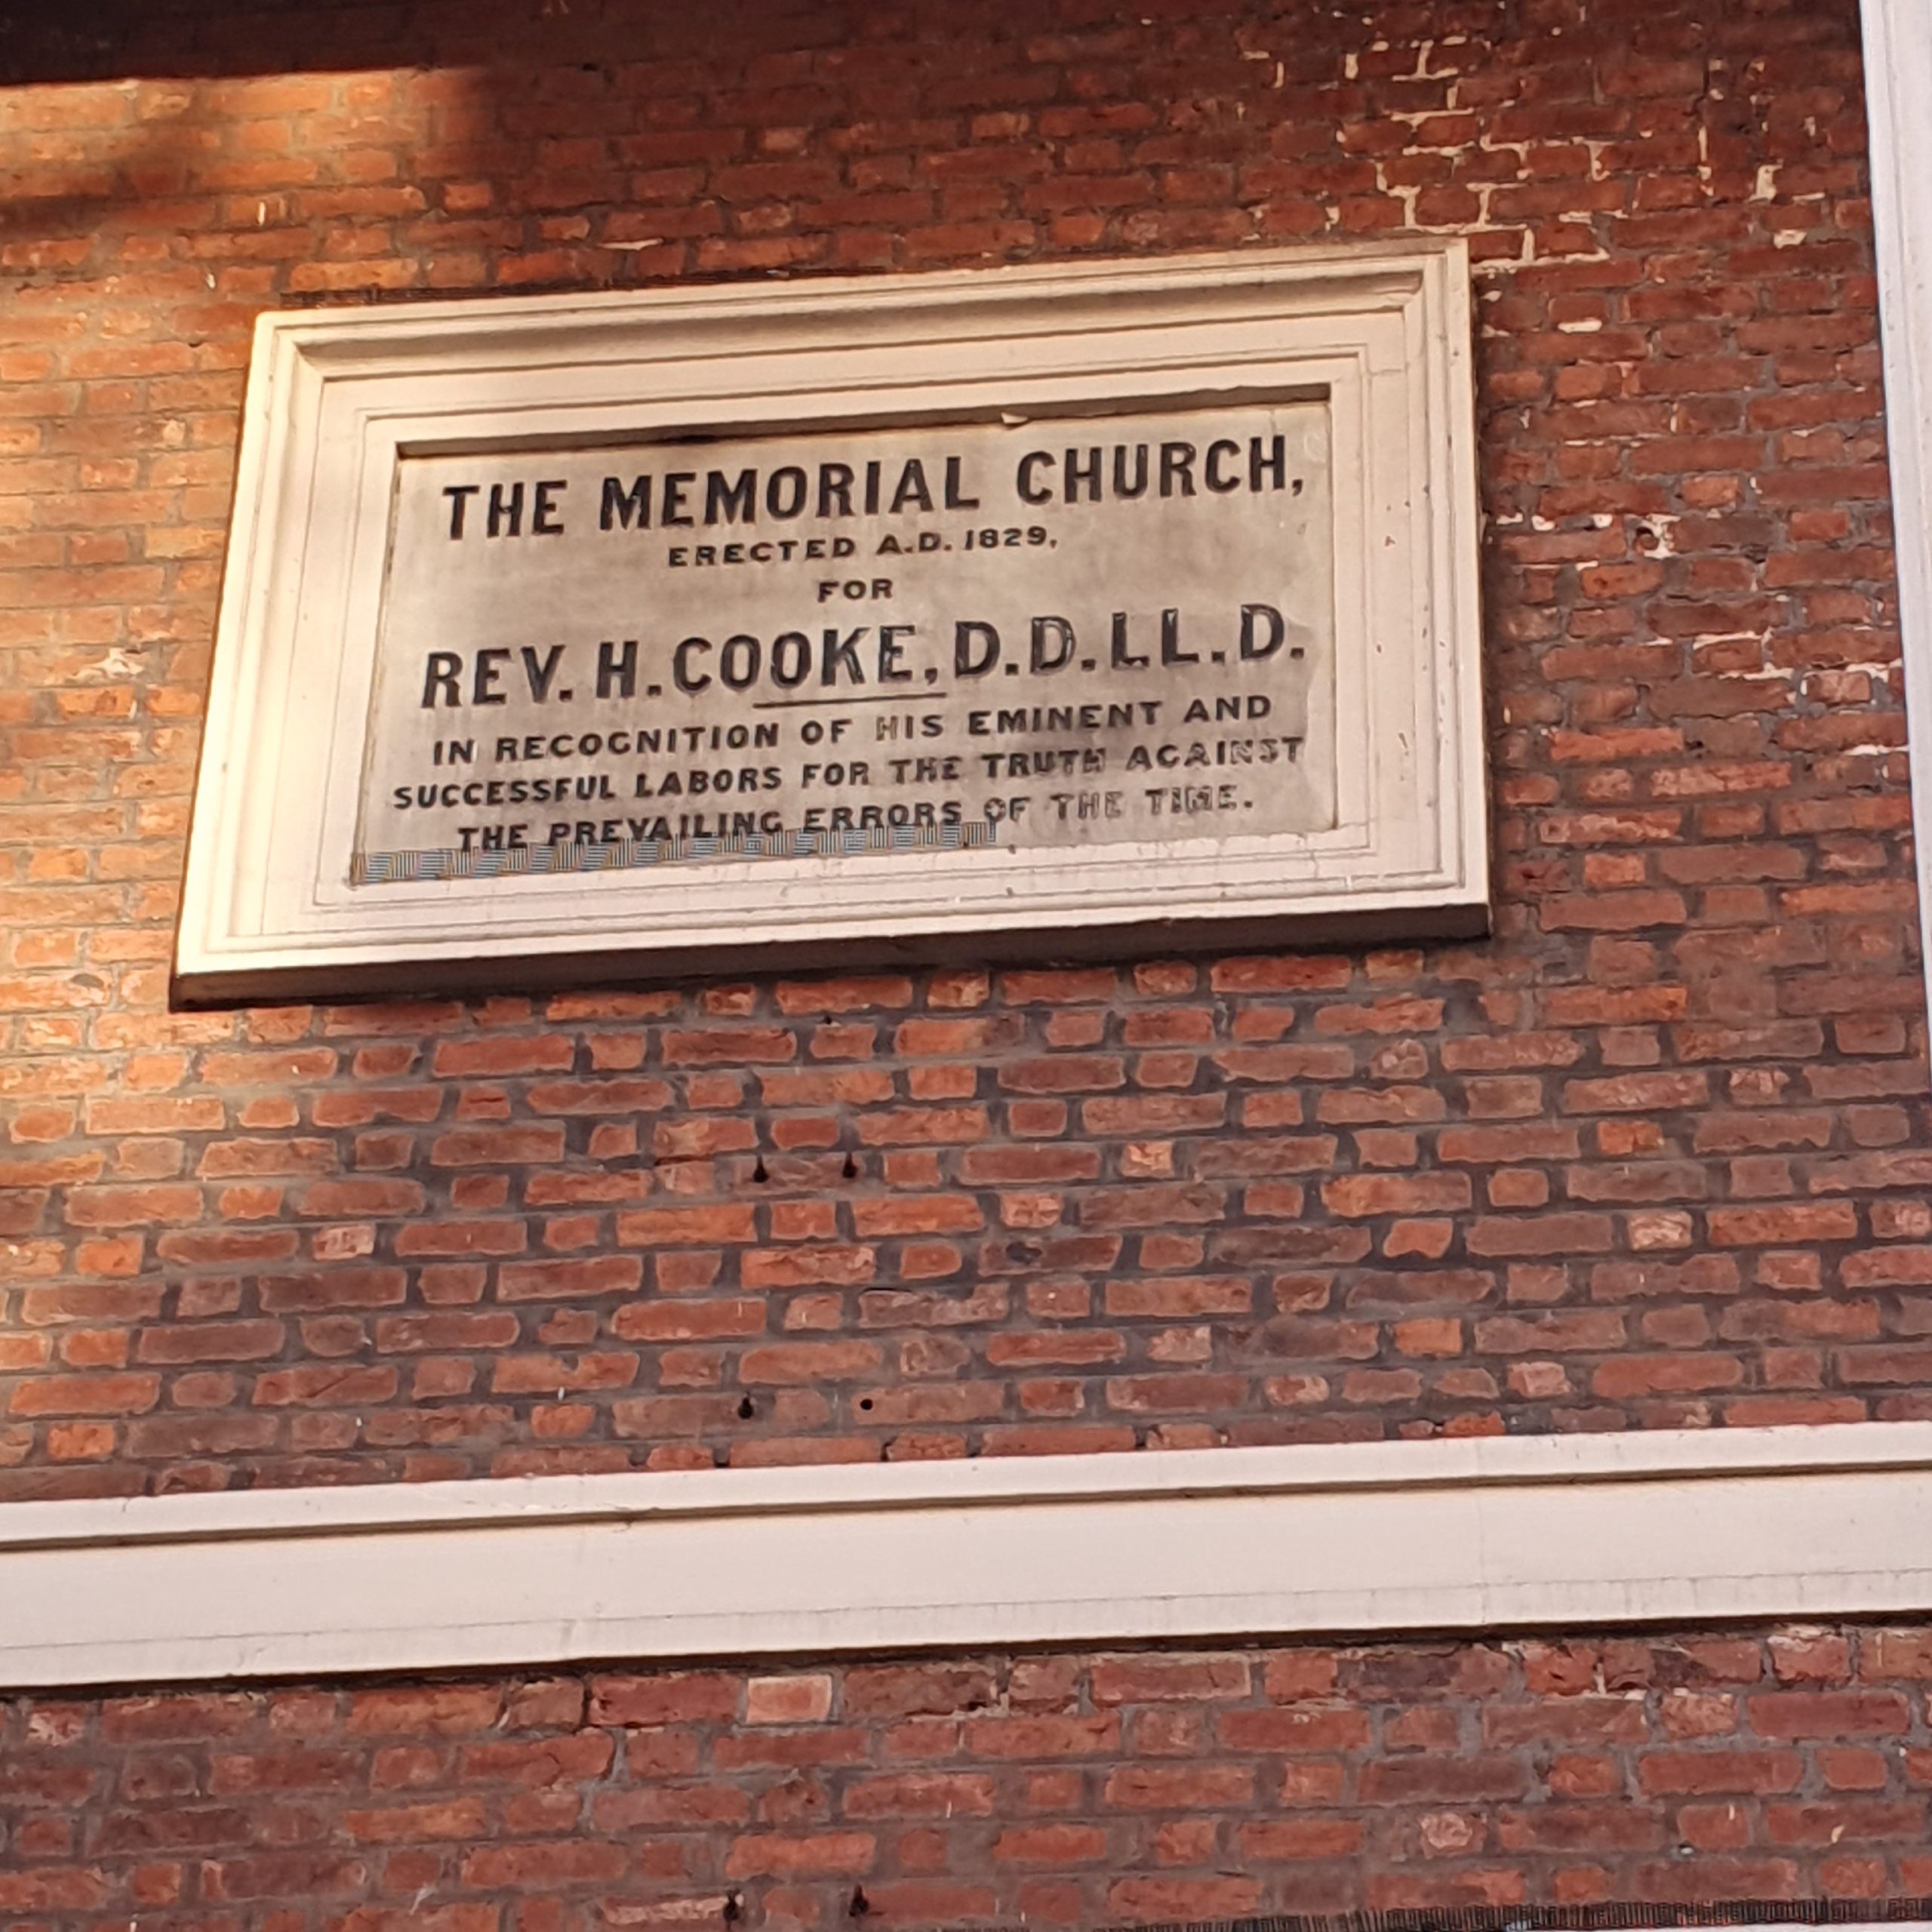 THE MEMORIAL CHURCH,
ERECTED A.D. 1829,
FOR
REV. H. COOKE, D.D. LL.D.
IN RECOGNITION OF HIS EMINENT AND
SUCCESSFUL LABORS FOR THE TRUTH AGAINST
THE PREVAILING ERRORS OF THE TIME.